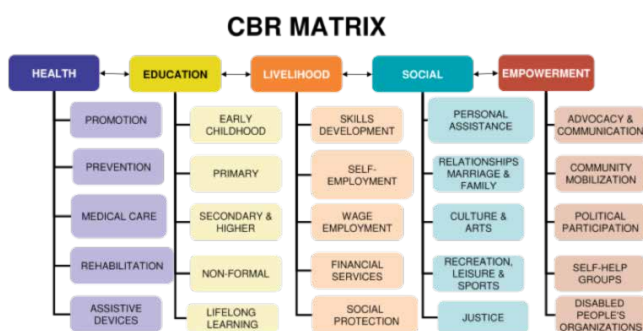 CBR MATRIX
HEALTH
EDUCATION
LIVELIHOOD
SOCIAL
EMPOWERMENT
PROMOTION
PREVENTION
MEDICAL CARE
REHABILITATION
ASSISTIVE
DEVICES
EARLY
CHILDHOOD
PRIMARY
SECONDARY &
HIGHER
NON-FORMAL
LIFELONG
LEARNING
SKILLS
DEVELOPMENT
SELF-
EMPLOYMENT
WAGE
EMPLOYMENT
FINANCIAL
SERVICES
SOCIAL
PROTECTION
PERSONAL
ASSISTANCE
RELATIONSHIPS
MARRIAGE &
FAMILY
CULTURE &
ARTS
RECREATION,
LEISURE &
SPORTS
JUSTICE
ADVOCACY &
COMMUNICATION
COMMUNITY
MOBILIZATION
POLITICAL
PARTICIPATION
SELF-HELP
GROUPS
DISABLED
PEOPLE'S
ORGANIZATIONS